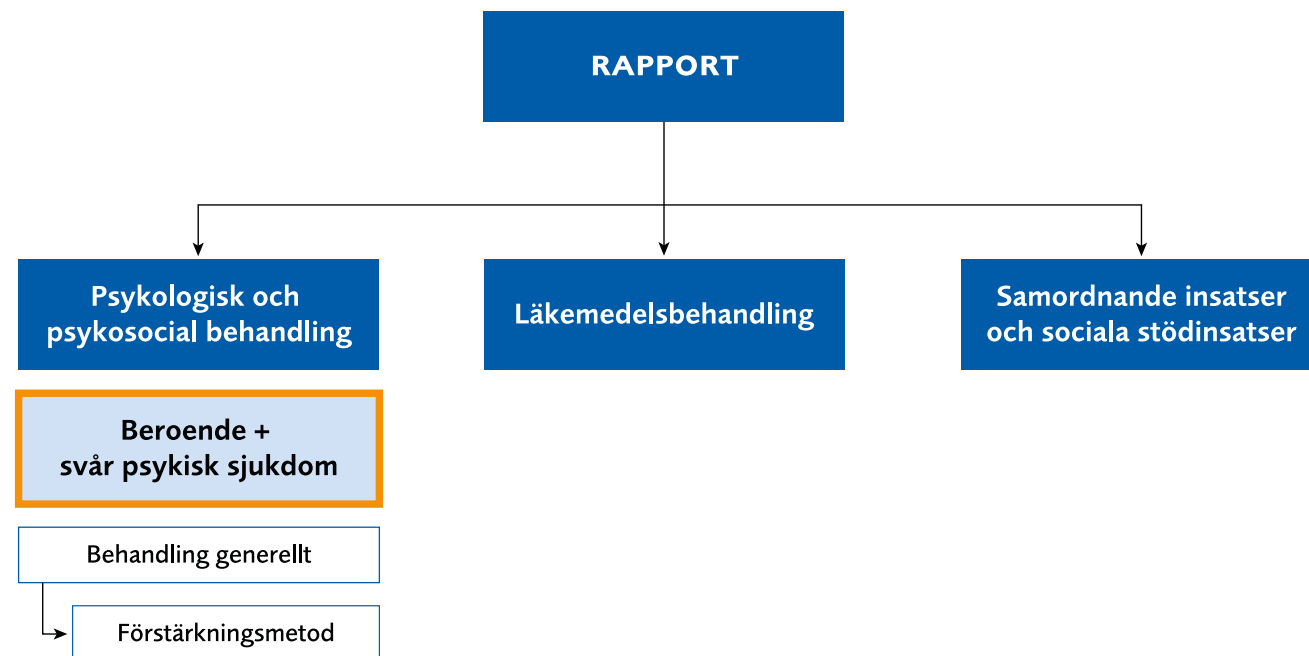 RAPPORT
Psykologisk och
psykosocial behandling
Läkemedelsbehandling
Samordnande insatser
och sociala stödinsatser
Beroende +
svår psykisk sjukdom
Behandling generellt
Förstärkningsmetod